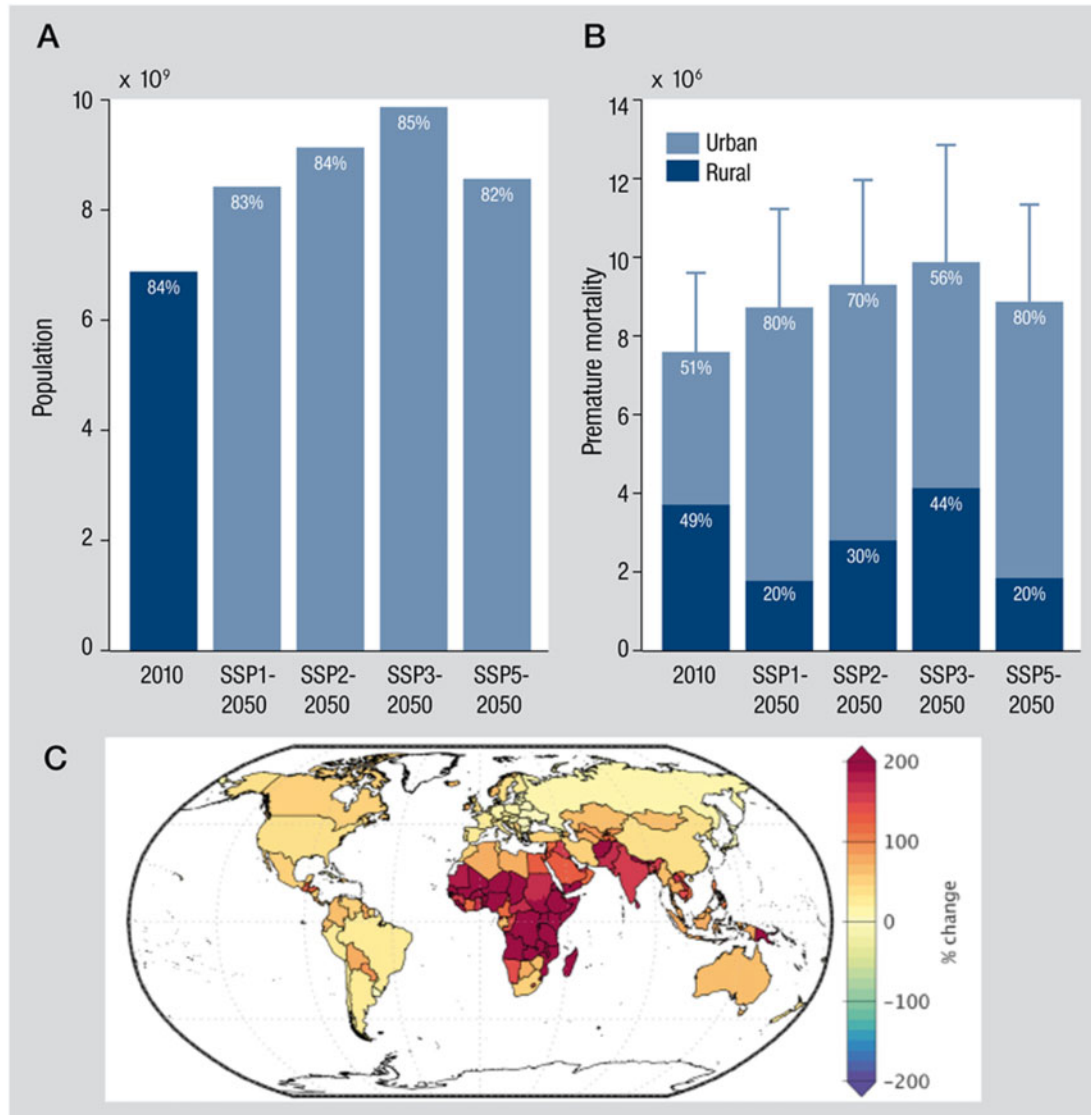 A
x 10⁹
Population
10
8
6
4
2
0
84%
83%
84%
85%
82%
2010
SSP1-
2050
SSP2-
2050
SSP3-
2050
SSP5-
2050
B
x 10⁶
Premature mortality
14
12
10
8
6
4
2
0
Urban
Rural
51%
80%
70%
56%
80%
49%
20%
30%
44%
20%
2010
SSP1-
2050
SSP2-
2050
SSP3-
2050
SSP5-
2050
C
200
100
0
-100
-200
% change